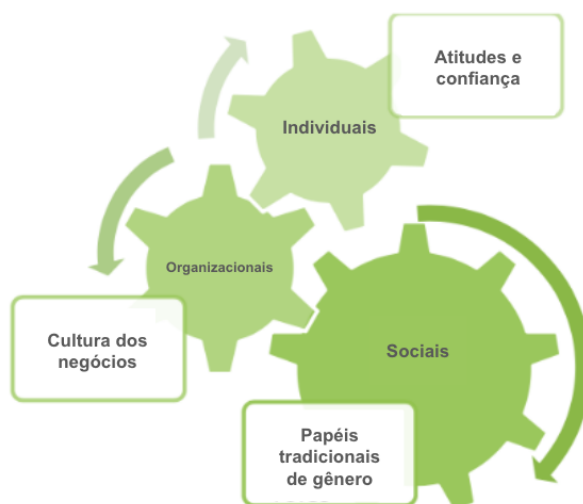 Atitudes e
confiança
Individuais
Organizacionais
Cultura dos
negócios
Sociais
Papéis
tradicionais
de gênero